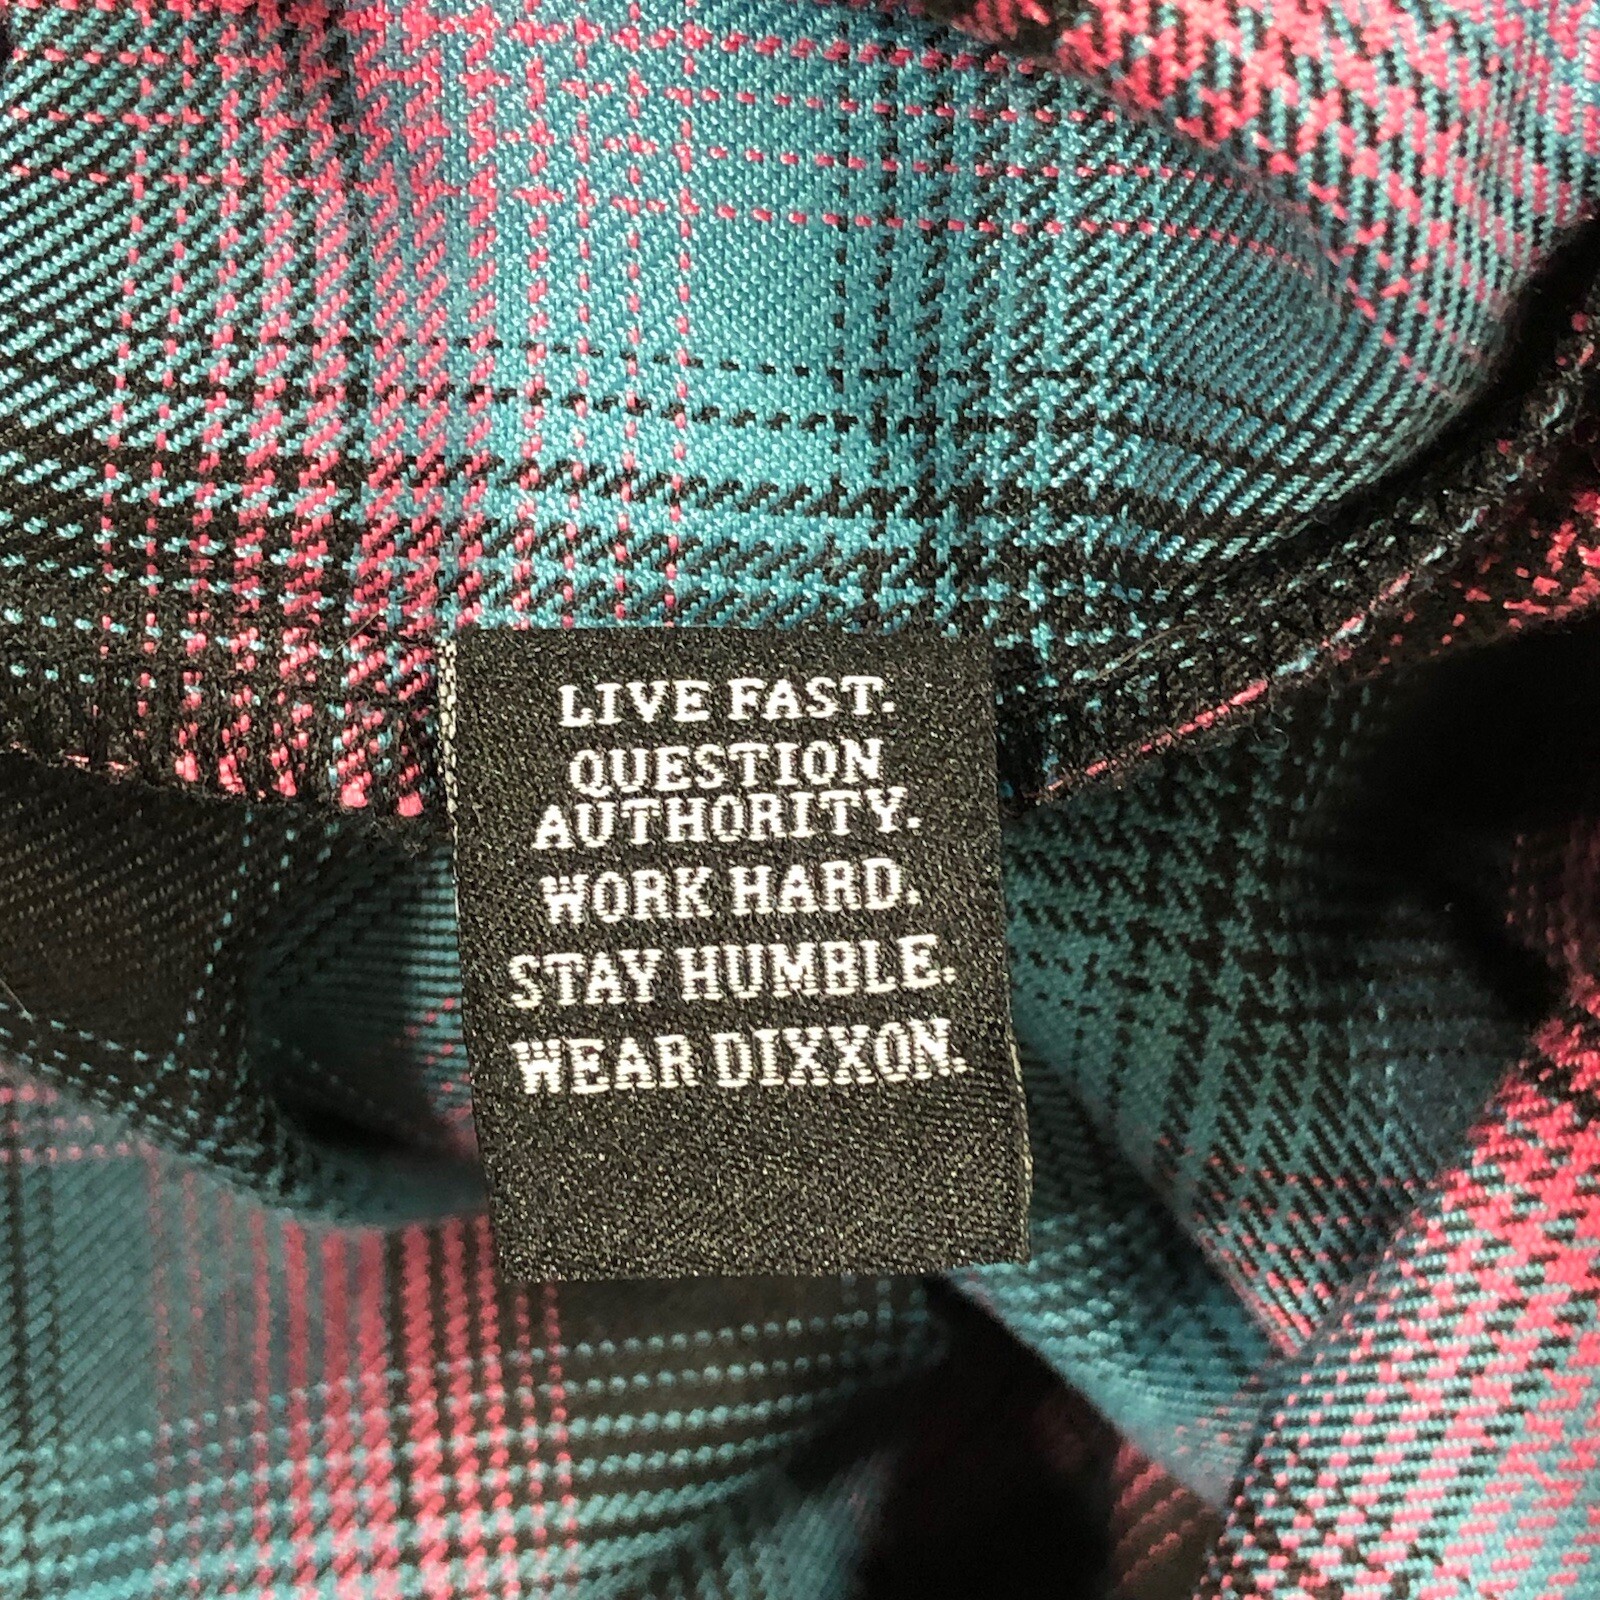 LIVE FAST.
QUESTION
AUTHORITY.
WORK HARD.
STAY HUMBLE.
WEAR DIXXON.